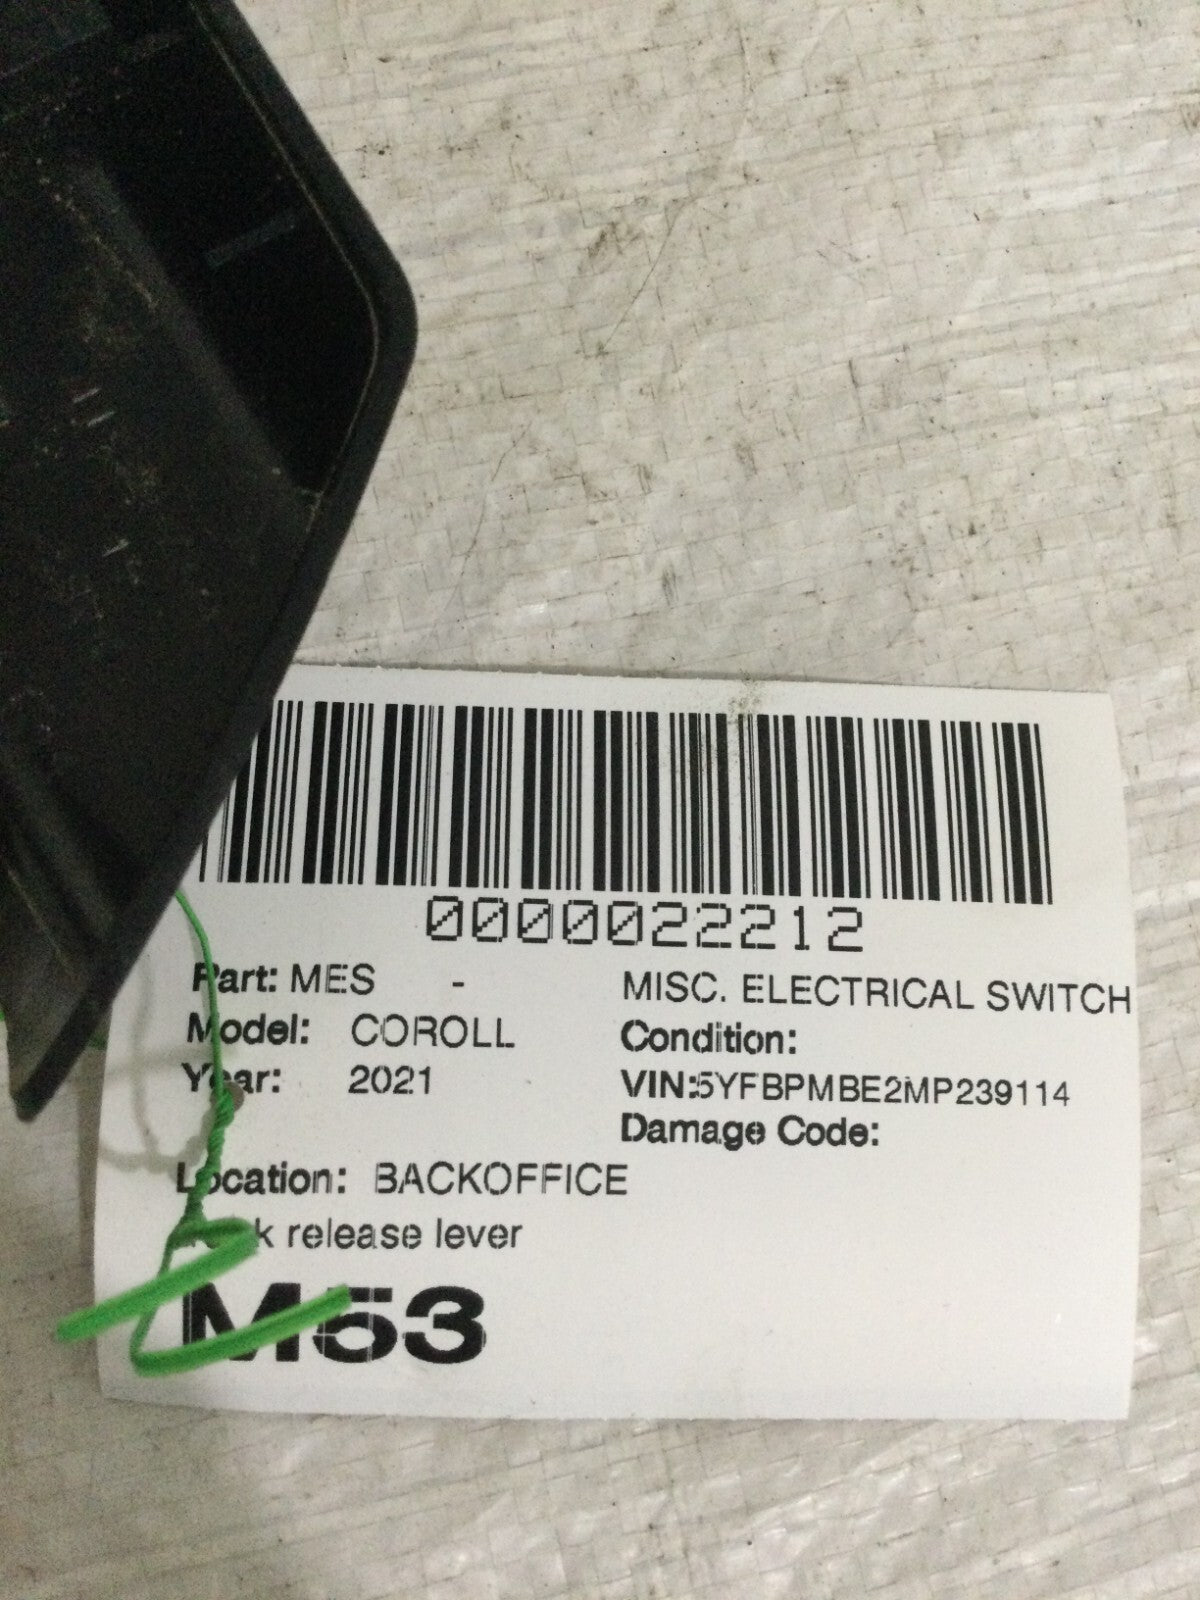 0000022212
Part: MES - MISC. ELECTRICAL SWITCH
Model: COROLL Condition:
Year: 2021 VIN:5YFBPMBE2MP239114
Damage Code:
Location: BACKOFFICE
release lever
M53